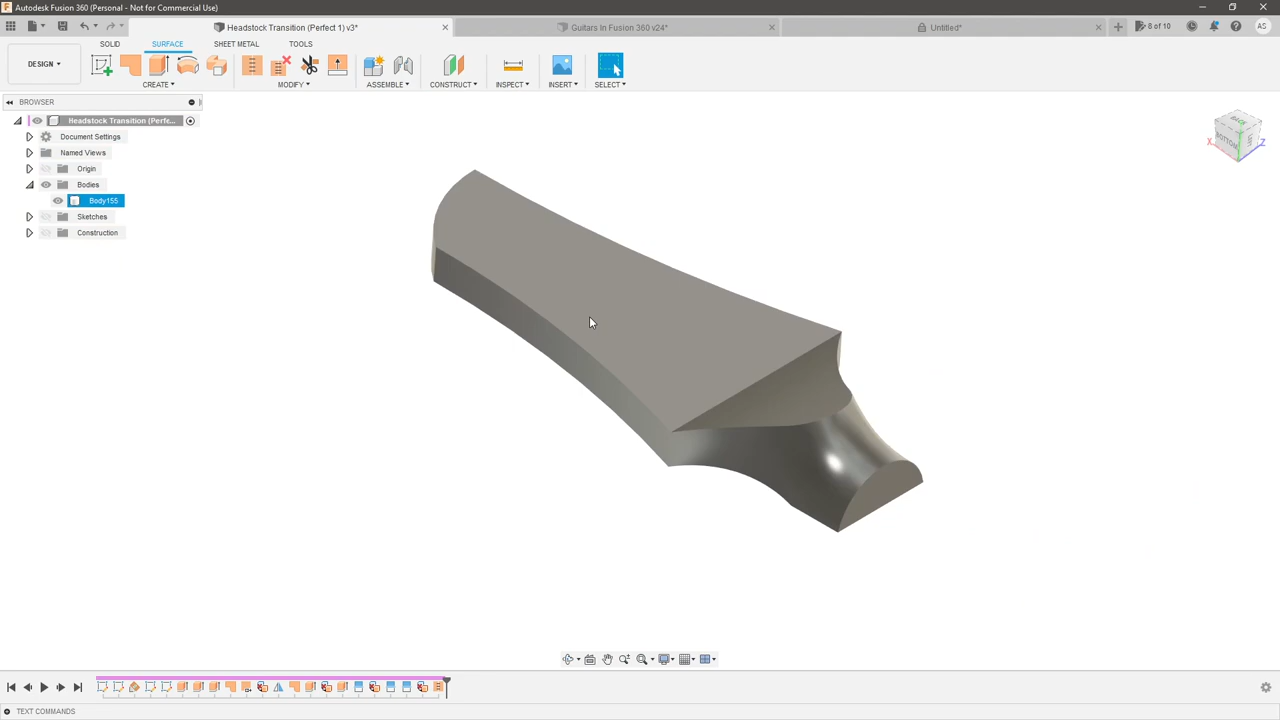 Autodesk Fusion 360 (Personal - Not for Commercial Use)
Headstock Transition (Perfect 1) v3*
Guitars In Fusion 360 v24*
Untitled*
8 of 10
AS
DESIGN
SOLID
SURFACE
SHEET METAL
TOOLS
CREATE
MODIFY
ASSEMBLE
CONSTRUCT
INSPECT
INSERT
SELECT
BROWSER
Headstock Transition (Perfe...
Document Settings
Named Views
Origin
Bodies
Body155
Sketches
Construction
BOTTOM
X
Z
TEXT COMMANDS